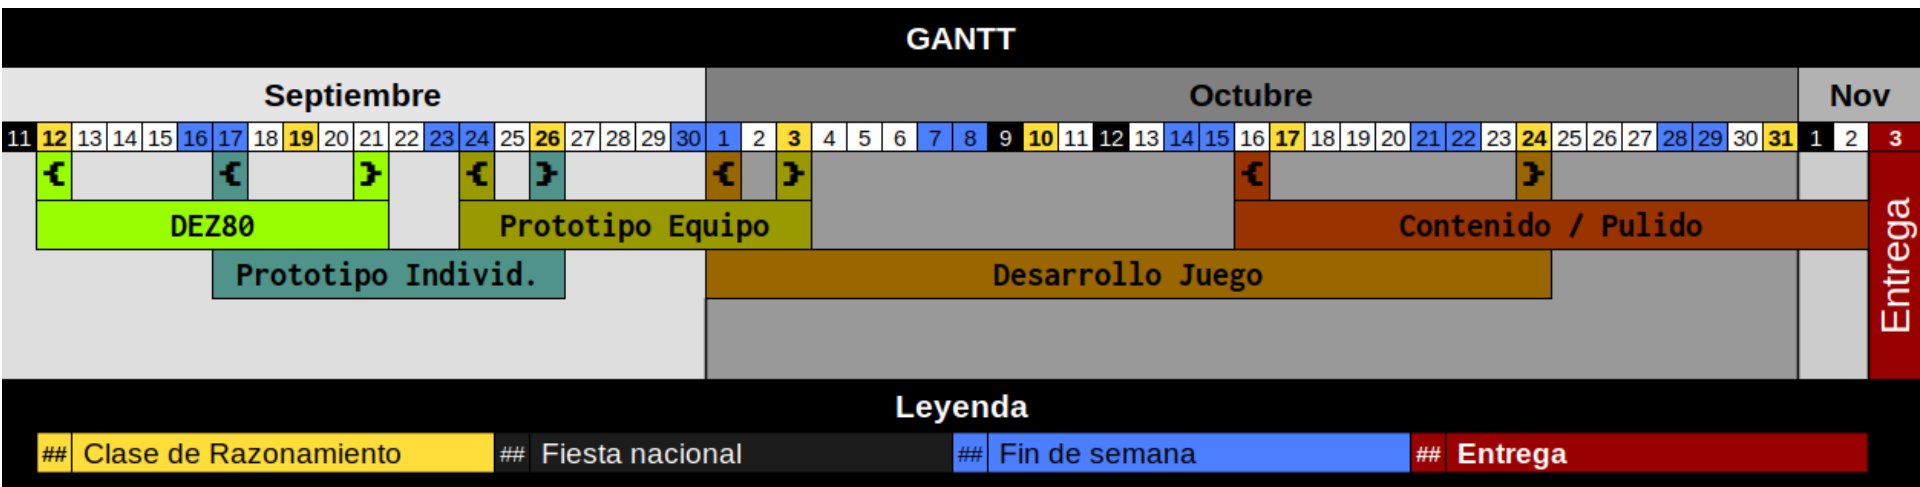 GANTT
Septiembre Octubre Nov
11 12 13 14 15 16 17 18 19 20 21 22 23 24 25 26 27 28 29 30 1 2 3 4 5 6 7 8 9 10 11 12 13 14 15 16 17 18 19 20 21 22 23 24 25 26 27 28 29 30 31 1 2 3
{ { } { } { } { }
DEZ80 Prototipo Equipo Contenido / Pulido
Prototipo Individ. Desarrollo Juego
Entrega
Leyenda
## Clase de Razonamiento ## Fiesta nacional ## Fin de semana ## Entrega